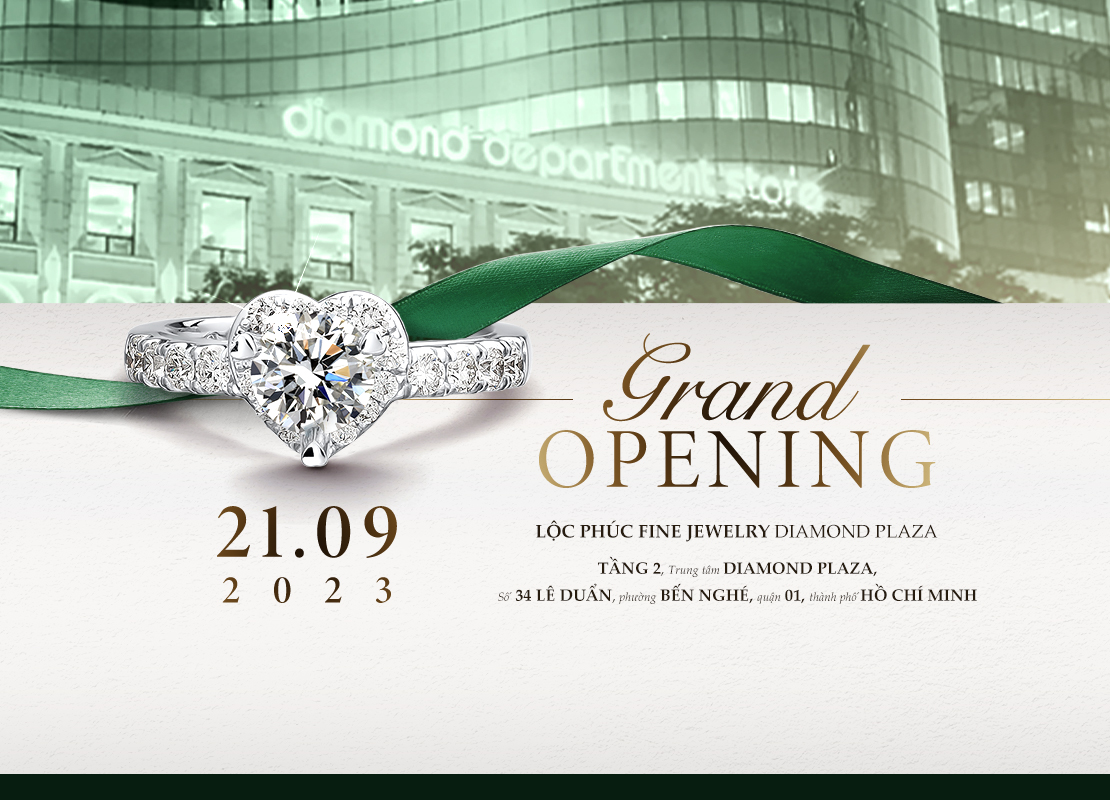 diamond department store
Grand
OPENING
21.09
2023
LỘC PHÚC FINE JEWELRY DIAMOND PLAZA
TẦNG 2, Trung tâm DIAMOND PLAZA,
Số 34 LÊ DUẨN, phường BẾN NGHÉ, quận 01, thành phố HỒ CHÍ MINH